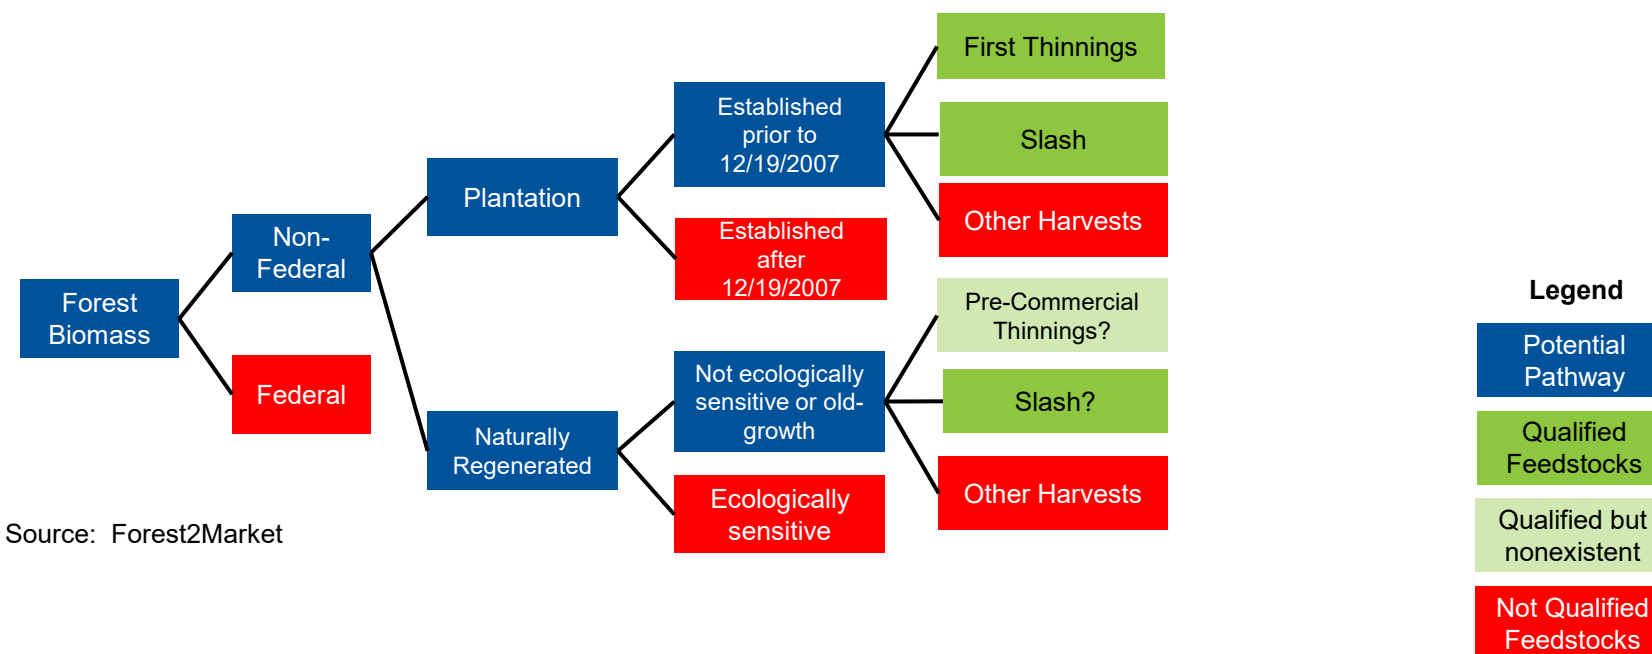 First Thinnings
Established
prior to
12/19/2007
Slash
Plantation
Other Harvests
Non-
Federal
Established
after
12/19/2007
Forest
Biomass
Pre-Commercial
Thinnings?
Federal
Not ecologically
sensitive or old-
growth
Slash?
Naturally
Regenerated
Other Harvests
Ecologically
sensitive
Source: Forest2Market
Legend
Potential
Pathway
Qualified
Feedstocks
Qualified but
nonexistent
Not Qualified
Feedstocks